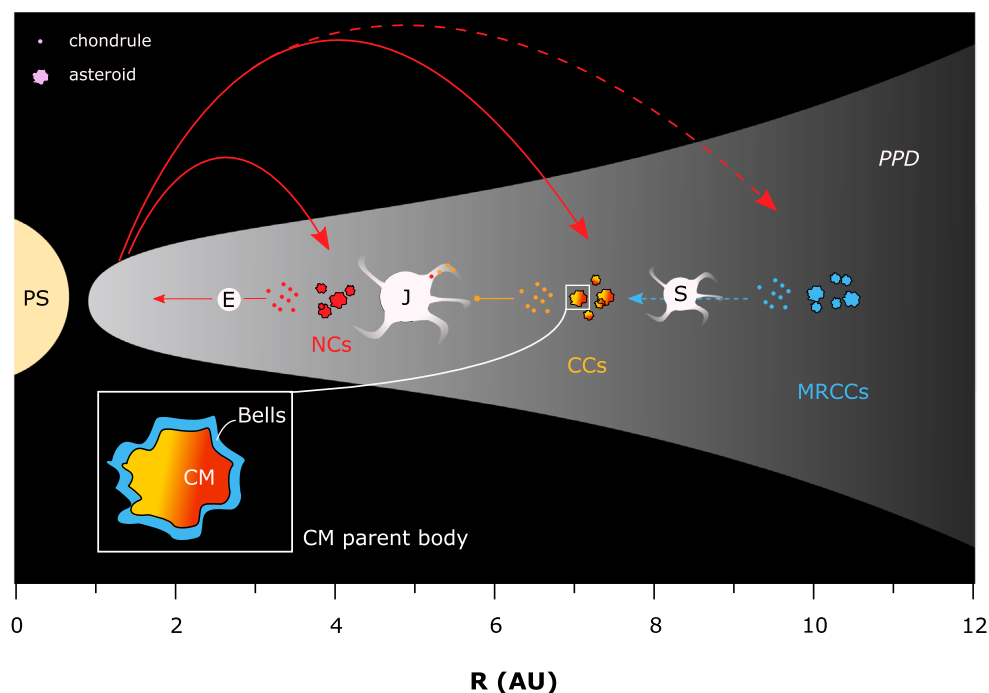 chondrule
asteroid
PPD
PS
E
J
S
NCs
CCs
MRCCs
Bells
CM
CM parent body
0 2 4 6 8 10 12
R (AU)